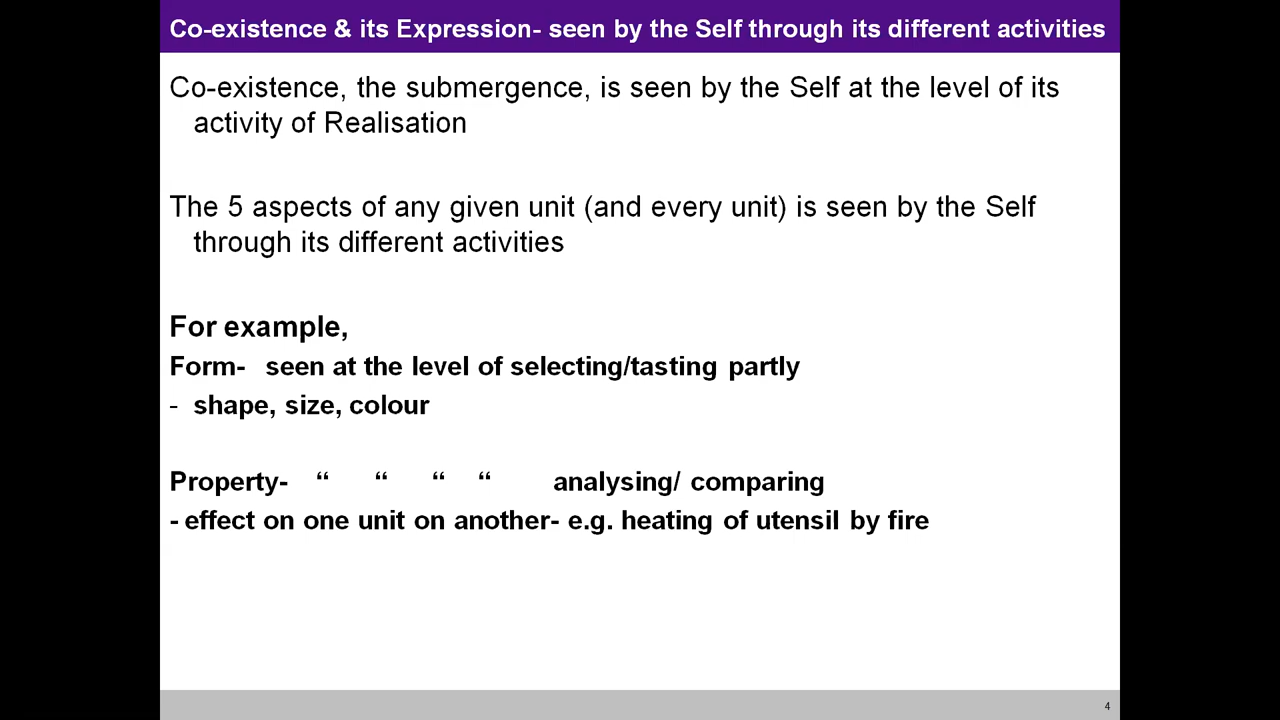 Co-existence & its Expression- seen by the Self through its different activities
Co-existence, the submergence, is seen by the Self at the level of its
activity of Realisation
The 5 aspects of any given unit (and every unit) is seen by the Self
through its different activities
For example,
Form- seen at the level of selecting/tasting partly
- shape, size, colour
Property- “ “ “ “ analysing/ comparing
- effect on one unit on another- e.g. heating of utensil by fire
4